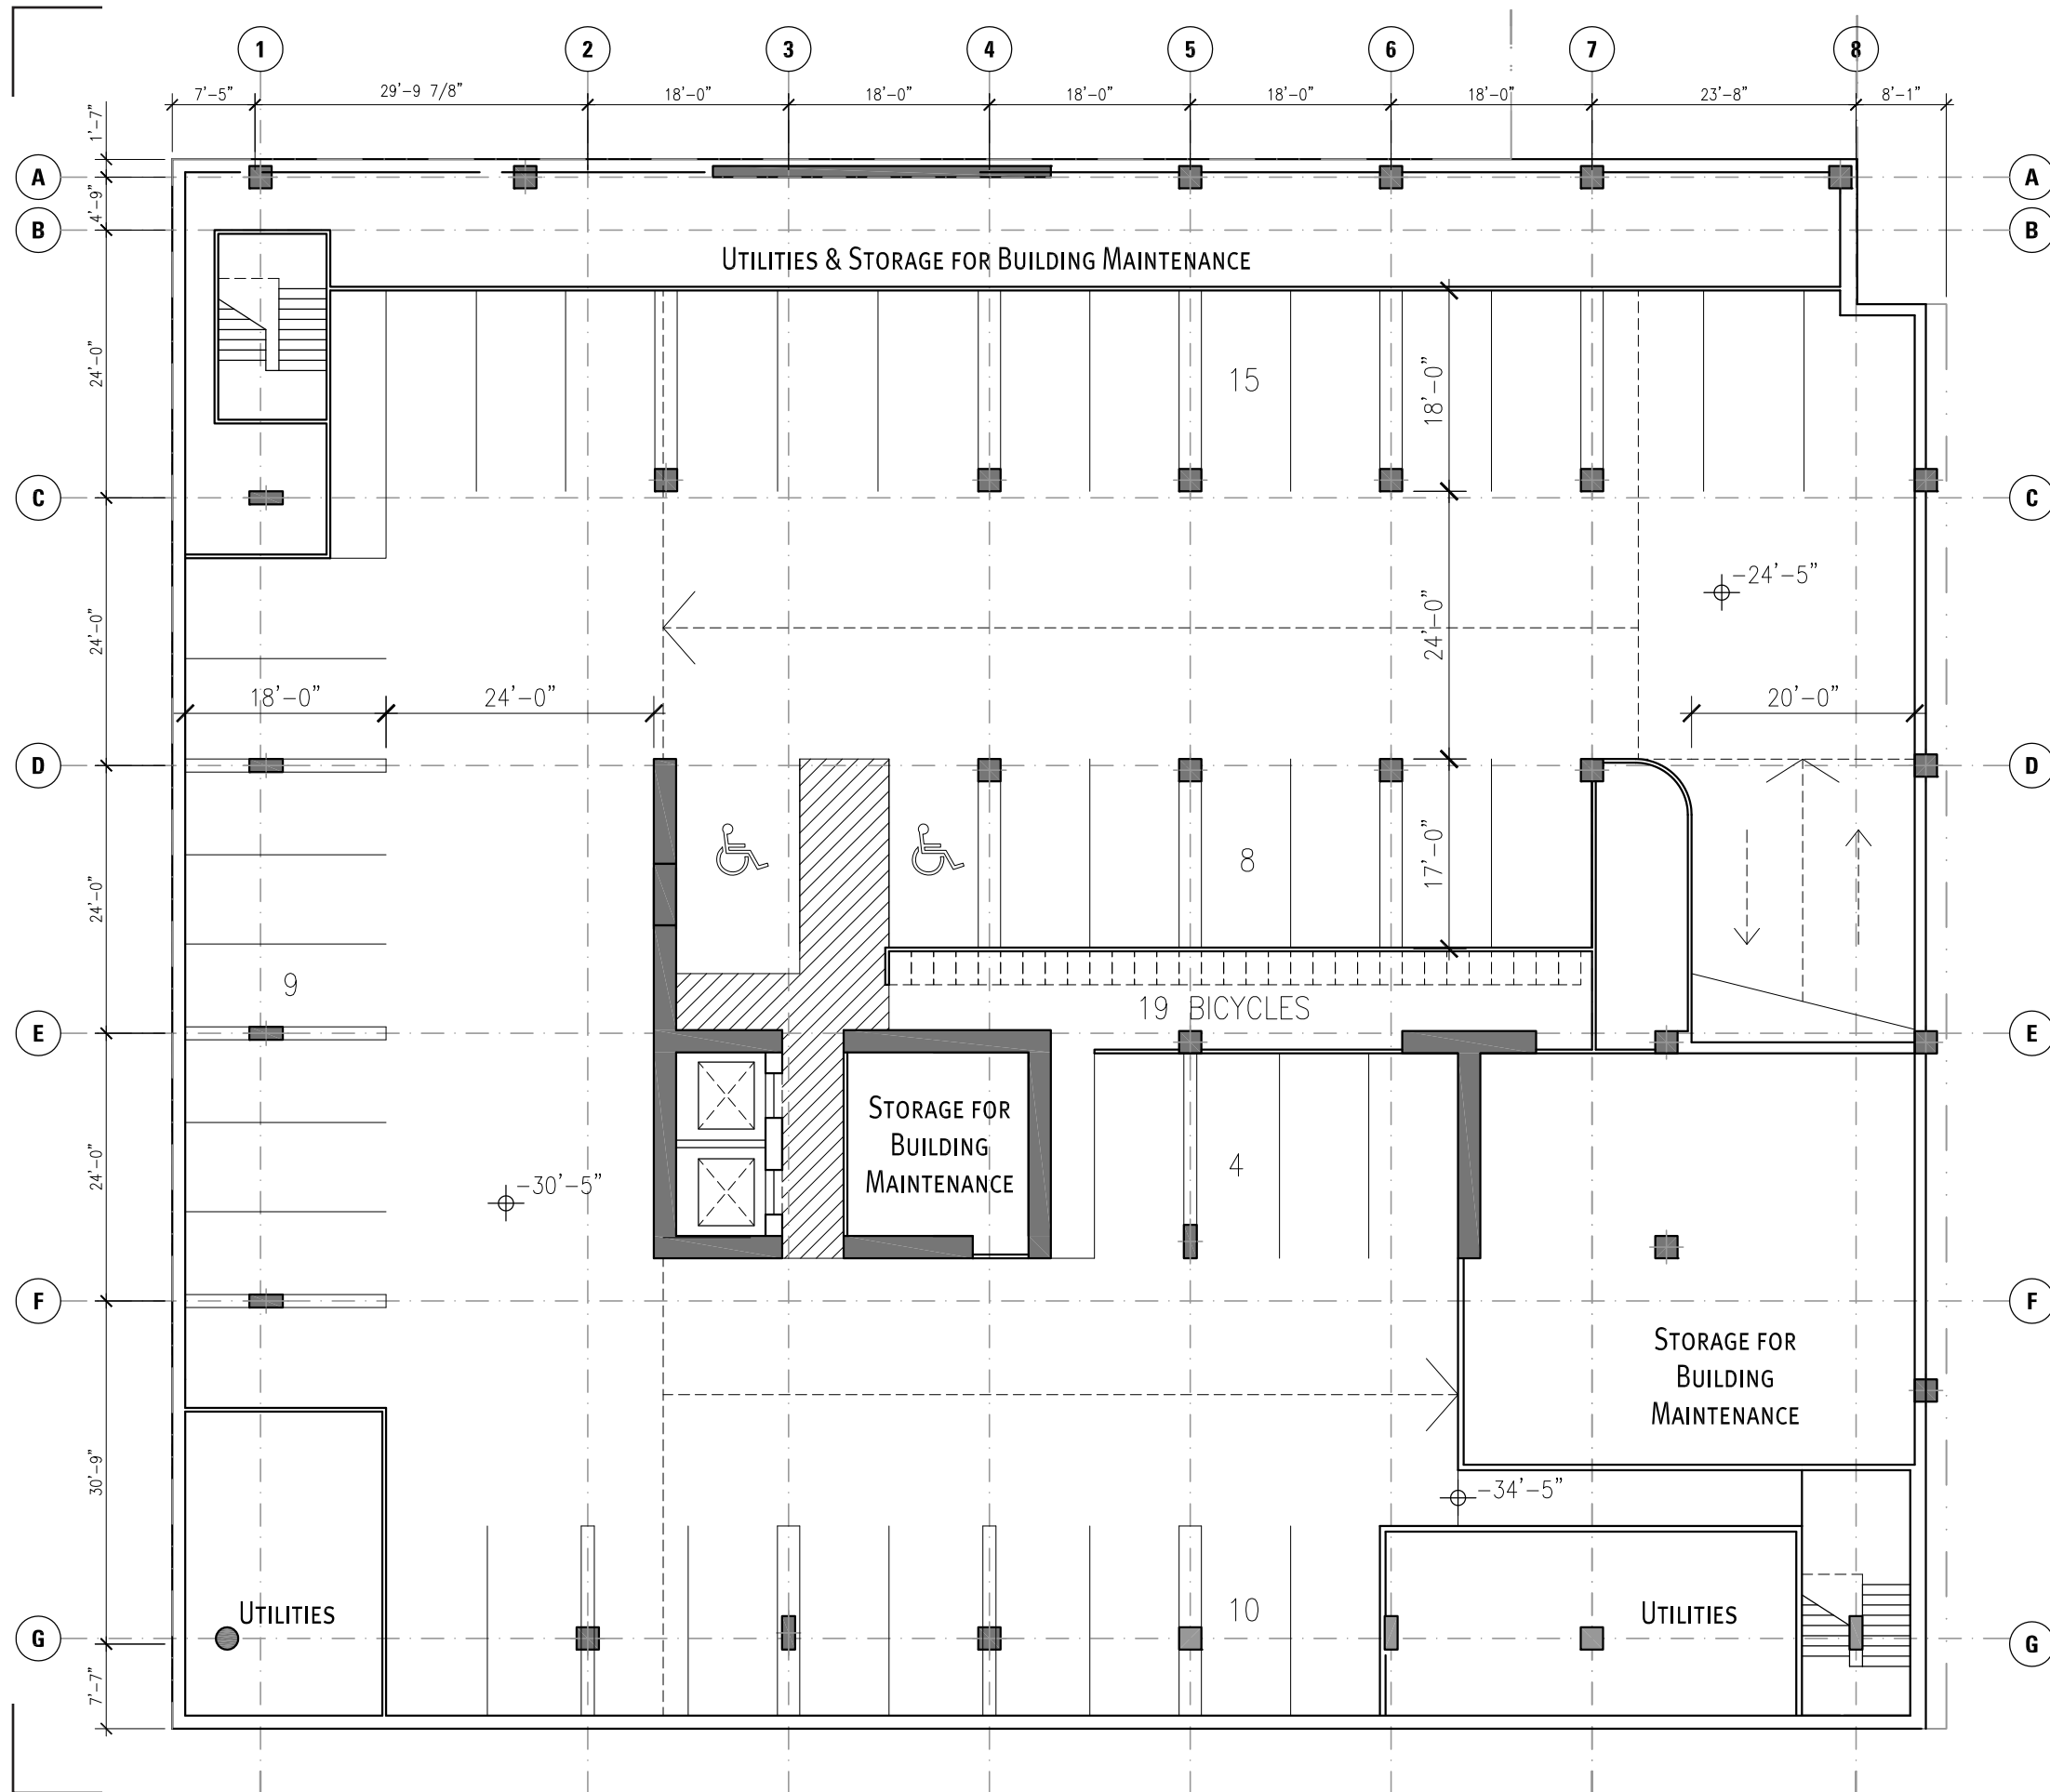 1 2 3 4 5 6 7 8
7'-5" 29'-9 7/8" 18'-0" 18'-0" 18'-0" 18'-0" 18'-0" 23'-8" 8'-1"
1'-7"
A A
4'-9"
B B
UTILITIES & STORAGE FOR BUILDING MAINTENANCE
24'-0"
15
18'-0"
C C
-24'-5"
24'-0"
24'-0"
18'-0" 24'-0" 20'-0"
D D
17'-0"
8
24'-0"
9
19 BICYCLES
E E
STORAGE FOR
BUILDING
MAINTENANCE
4
24'-0"
-30'-5"
F F
STORAGE FOR
BUILDING
MAINTENANCE
30'-9"
-34'-5"
UTILITIES
10
UTILITIES
G G
7'-7"